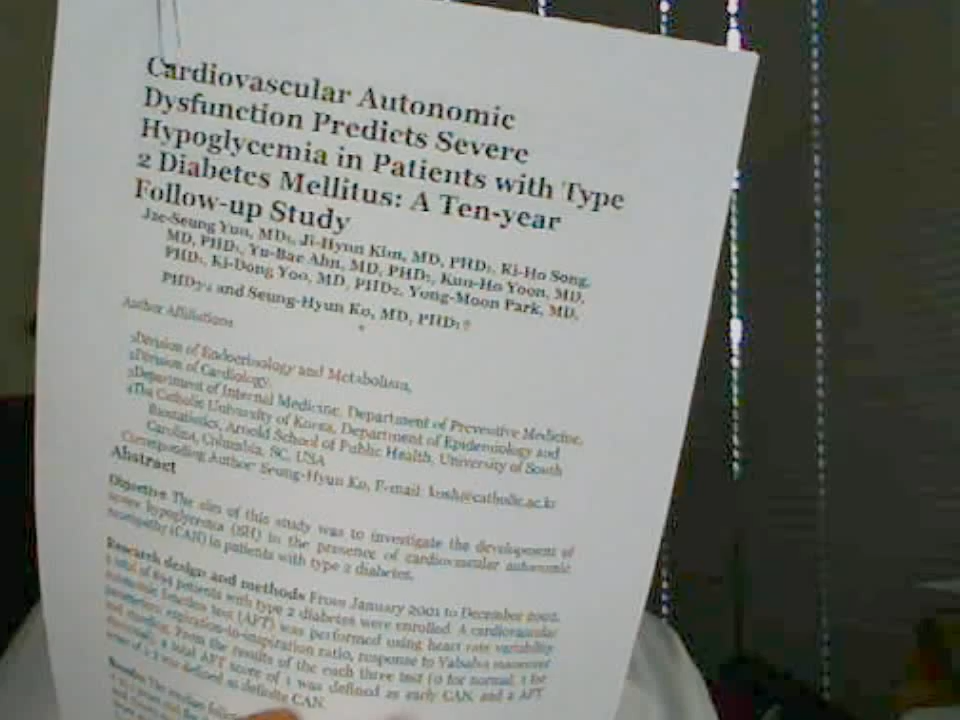 Cardiovascular Autonomic
Dysfunction Predicts Severe
Hypoglycemia in Patients with Type
2 Diabetes Mellitus: A Ten-year
Follow-up Study
Jae-Seung Yun, MD1, Ji-Hyun Kim, MD, PHD1, Ki-Ho Song,
MD, PHD1, Yu-Bae Ahn, MD, PHD1, Kun-Ho Yoon, MD,
PHD1, Ki-Dong Yoo, MD, PHD2, Yong-Moon Park, MD,
PHD3,4 and Seung-Hyun Ko, MD, PHD1
Author Affiliations
1Division of Endocrinology and Metabolism,
2Division of Cardiology,
3Department of Internal Medicine, Department of Preventive Medicine,
4The Catholic University of Korea, Department of Epidemiology and
Biostatistics, Arnold School of Public Health, University of South
Carolina, Columbia, SC, USA
Corresponding Author: Seung-Hyun Ko, E-mail: kosh@catholic.ac.kr
Abstract
Objective The aim of this study was to investigate the development of
severe hypoglycemia (SH) in the presence of cardiovascular autonomic
neuropathy (CAN) in patients with type 2 diabetes.
Research design and methods From January 2001 to December 2002,
a total of 894 patients with type 2 diabetes were enrolled. A cardiovascular
autonomic function test (AFT) was performed using heart rate variability
parameters: expiration-to-inspiration ratio, response to Valsalva maneuver
and standing. From the results of the each three test (0 for normal, 1 for
abnormal), a total AFT score of 1 was defined as early CAN, and a AFT
score of ≥ 2 was defined as definite CAN.
Results The median follow